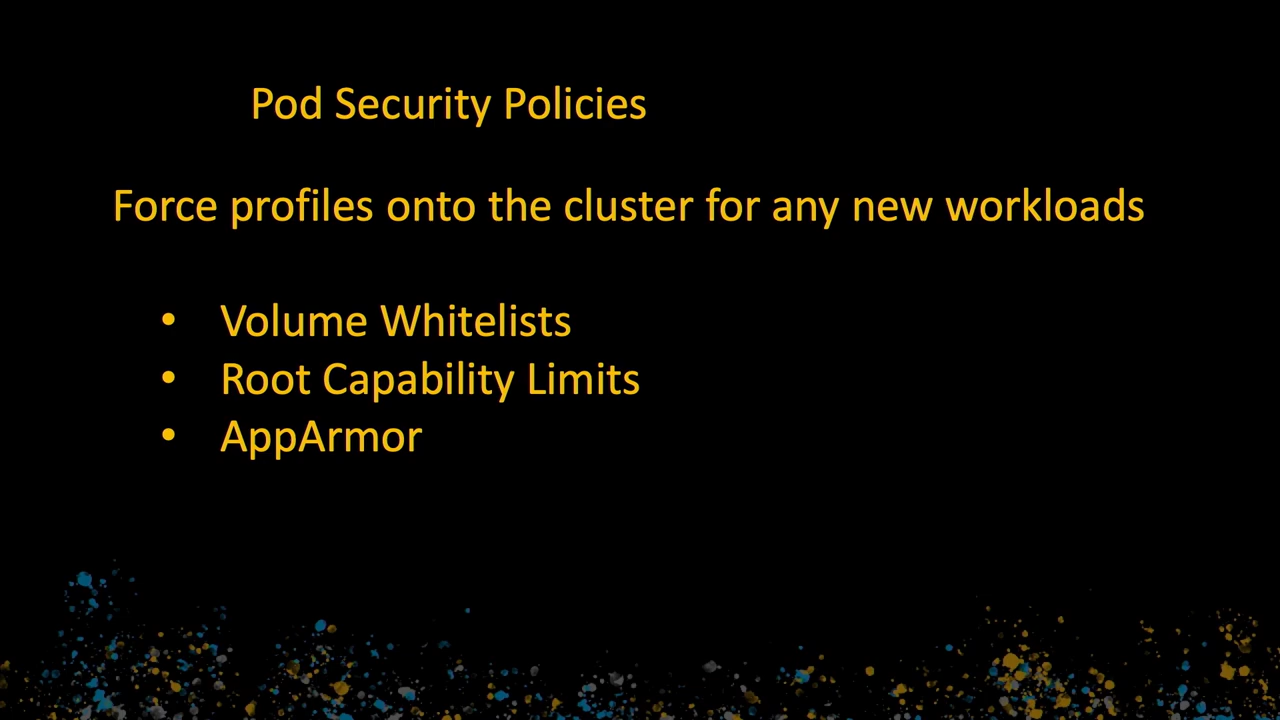 Pod Security Policies
Force profiles onto the cluster for any new workloads
• Volume Whitelists
• Root Capability Limits
• AppArmor